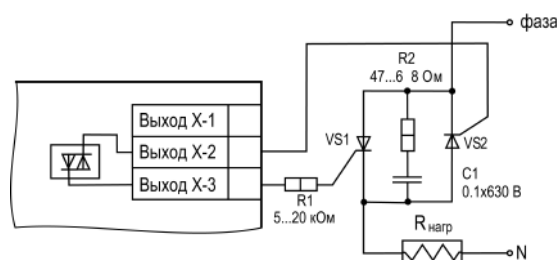 фаза
R2
47...6 8 Ом
Выход X-1
Выход X-2
Выход X-3
VS1
VS2
R1
5...20 кОм
C1
0.1x630 В
Rнагр
N